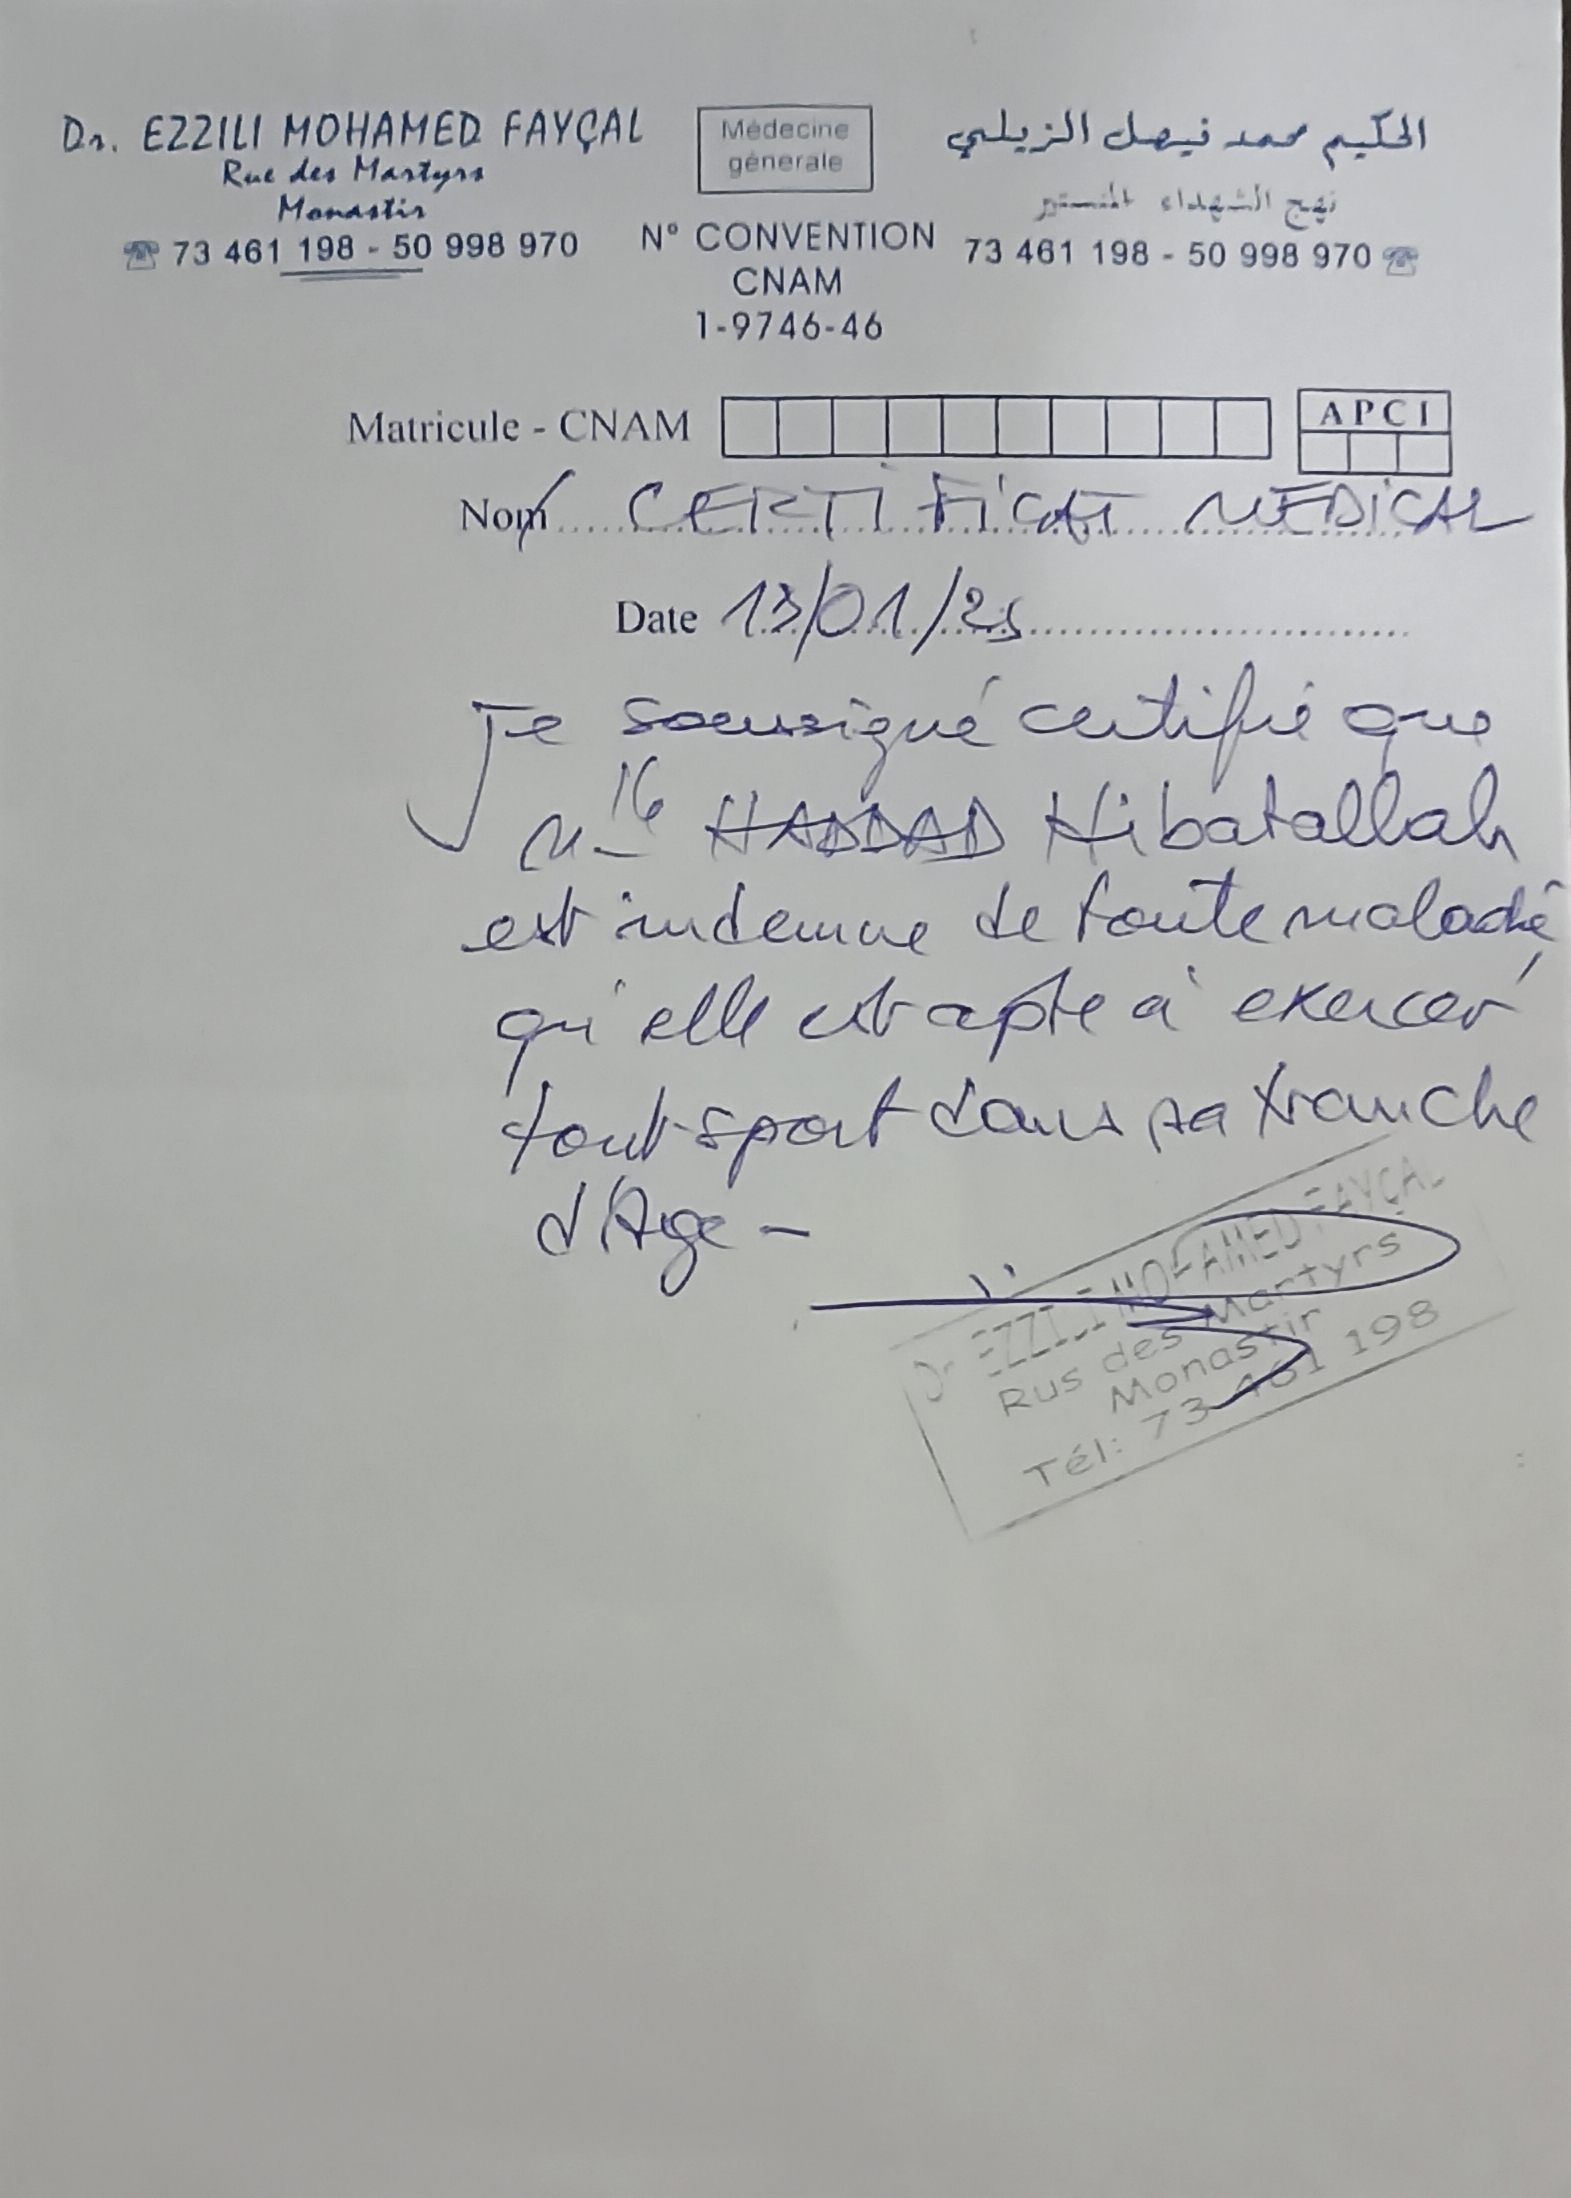 Dr. EZZILI MOHAMED FAYÇAL
Rue des Martyrs
Monastir
☎ 73 461 198 - 50 998 970
Médecine
génerale
N° CONVENTION
CNAM
1-9746-46
الحكيم محمد فيصل الزيلي
نهج الشهداء المنستير
73 461 198 - 50 998 970 ☎
Matricule - CNAM
APCI
Nom CERTIFICAT MEDICAL
Date 13/01/25
Je soussigné certifie que
Mlle HADDAD Hibatallah
est indemne de toute maladie
qu'elle est apte à exercer
tout sport dans sa tranche
d'Age -
Dr EZZILI MOHAMED FAYÇAL
Rus des Martyrs
Monastir
Tél: 73 461 198